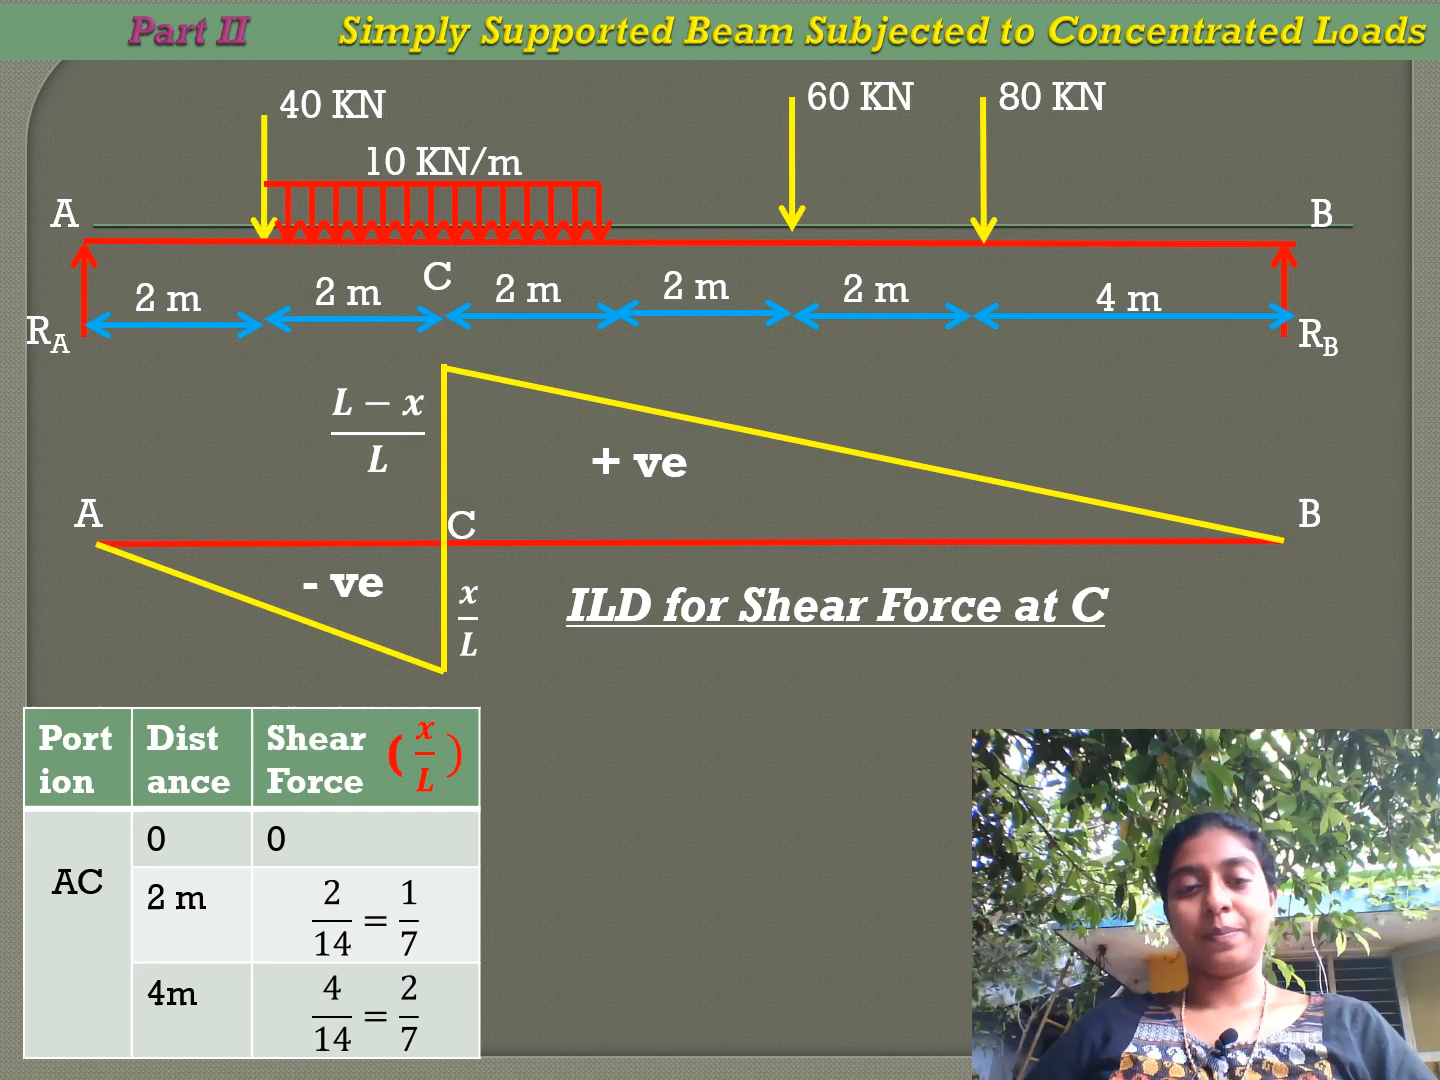 Part II Simply Supported Beam Subjected to Concentrated Loads
40 KN 60 KN 80 KN
10 KN/m
A B
C
2 m 2 m 2 m 2 m 2 m 4 m
R_A R_B
L − x
L
+ ve
A C B
- ve
x
L
ILD for Shear Force at C
Port
ion
Dist
ance
Shear
Force
(x/L)
AC
0 0
2 m 2/14 = 1/7
4m 4/14 = 2/7